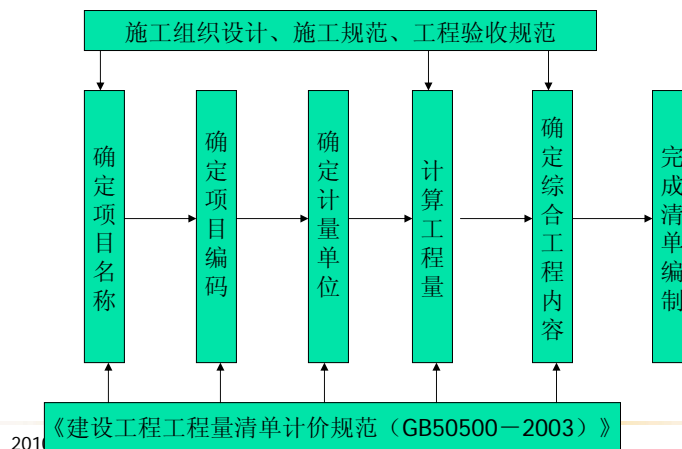 施工组织设计、施工规范、工程验收规范
确定项目名称
确定项目编码
确定计量单位
计算工程量
确定综合工程内容
完成清单编制
《建设工程工程量清单计价规范（GB50500－2003）》
2010